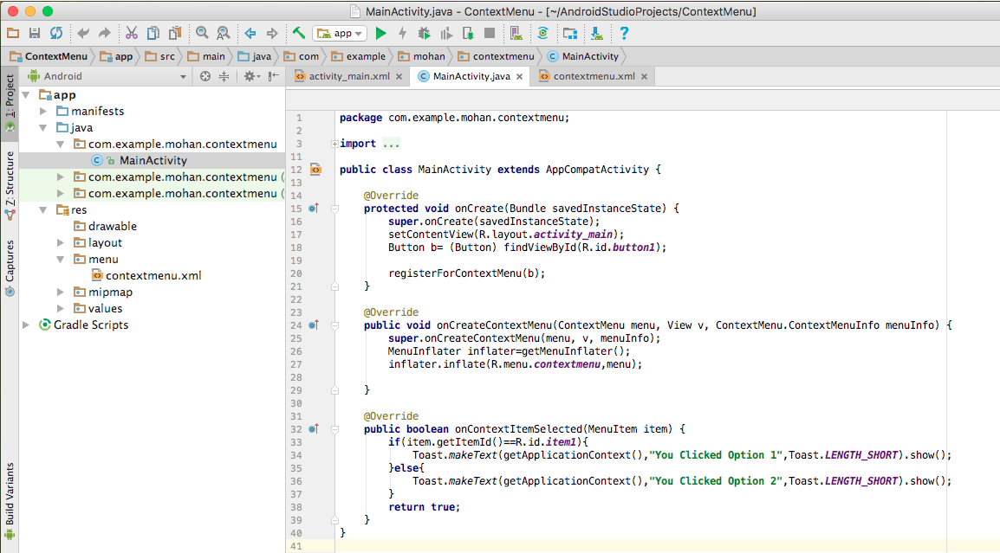 MainActivity.java - ContextMenu - [~/AndroidStudioProjects/ContextMenu]
app
?
ContextMenu app src main java com example mohan contextmenu MainActivity
1: Project
Z: Structure
Captures
Build Variants
Android
app
manifests
java
com.example.mohan.contextmenu
MainActivity
com.example.mohan.contextmenu (
com.example.mohan.contextmenu (
res
drawable
layout
menu
contextmenu.xml
mipmap
values
Gradle Scripts
activity_main.xml MainActivity.java contextmenu.xml
1 package com.example.mohan.contextmenu;
2
3 import ...
11
12 public class MainActivity extends AppCompatActivity {
13
14 @Override
15 protected void onCreate(Bundle savedInstanceState) {
16 super.onCreate(savedInstanceState);
17 setContentView(R.layout.activity_main);
18 Button b= (Button) findViewById(R.id.button1);
19
20 registerForContextMenu(b);
21 }
22
23 @Override
24 public void onCreateContextMenu(ContextMenu menu, View v, ContextMenu.ContextMenuInfo menuInfo) {
25 super.onCreateContextMenu(menu, v, menuInfo);
26 MenuInflater inflater=getMenuInflater();
27 inflater.inflate(R.menu.contextmenu,menu);
28
29 }
30
31 @Override
32 public boolean onContextItemSelected(MenuItem item) {
33 if(item.getItemId()==R.id.item1){
34 Toast.makeText(getApplicationContext(),"You Clicked Option 1",Toast.LENGTH_SHORT).show();
35 }else{
36 Toast.makeText(getApplicationContext(),"You Clicked Option 2",Toast.LENGTH_SHORT).show();
37 }
38 return true;
39 }
40 }
41